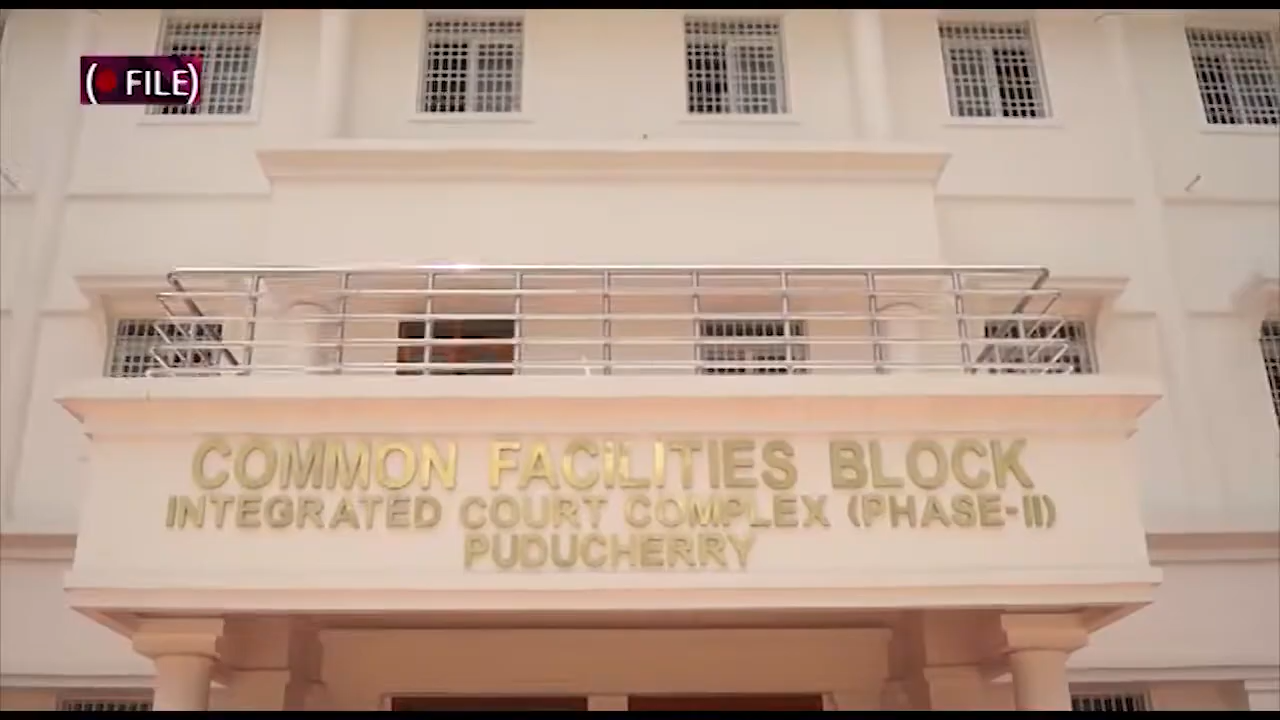 ( FILE)
COMMON FACILITIES BLOCK
INTEGRATED COURT COMPLEX (PHASE-II)
PUDUCHERRY